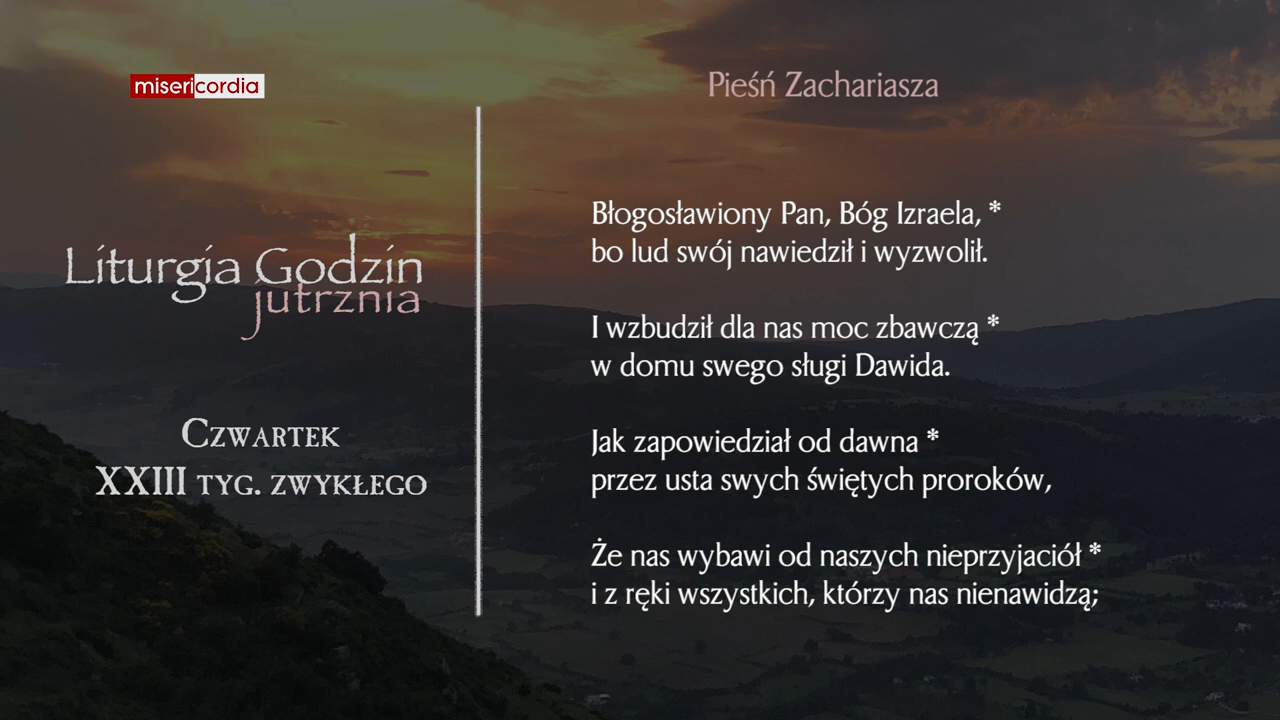 misericordia
Liturgia Godzin
jutrznia
Czwartek
XXIII tyg. zwykłego
Pieśń Zachariasza
Błogosławiony Pan, Bóg Izraela, *
bo lud swój nawiedził i wyzwolił.
I wzbudził dla nas moc zbawczą *
w domu swego sługi Dawida.
Jak zapowiedział od dawna *
przez usta swych świętych proroków,
Że nas wybawi od naszych nieprzyjaciół *
i z ręki wszystkich, którzy nas nienawidzą;